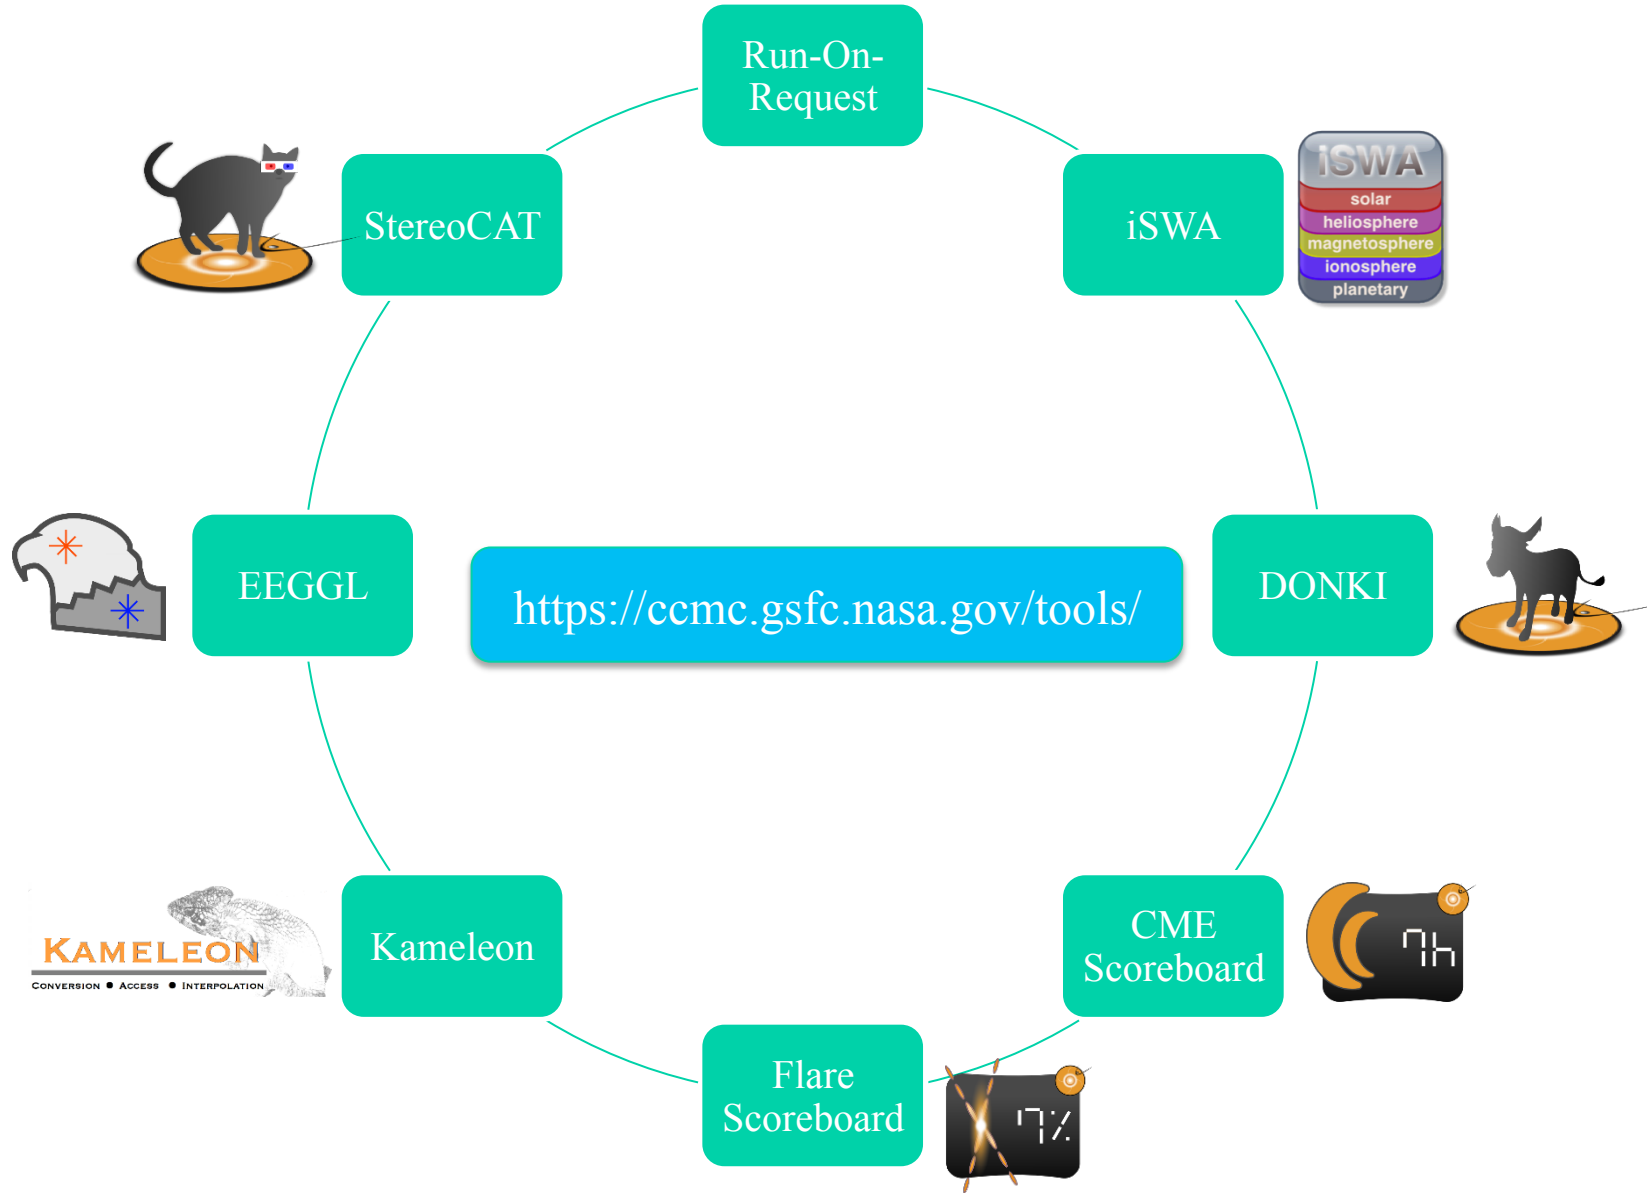 Run-On-
Request
StereoCAT
iSWA
iSWA
solar
heliosphere
magnetosphere
ionosphere
planetary
EEGGL
https://ccmc.gsfc.nasa.gov/tools/
DONKI
KAMELEON
CONVERSION ● ACCESS ● INTERPOLATION
Kameleon
CME
Scoreboard
7h
Flare
Scoreboard
7%